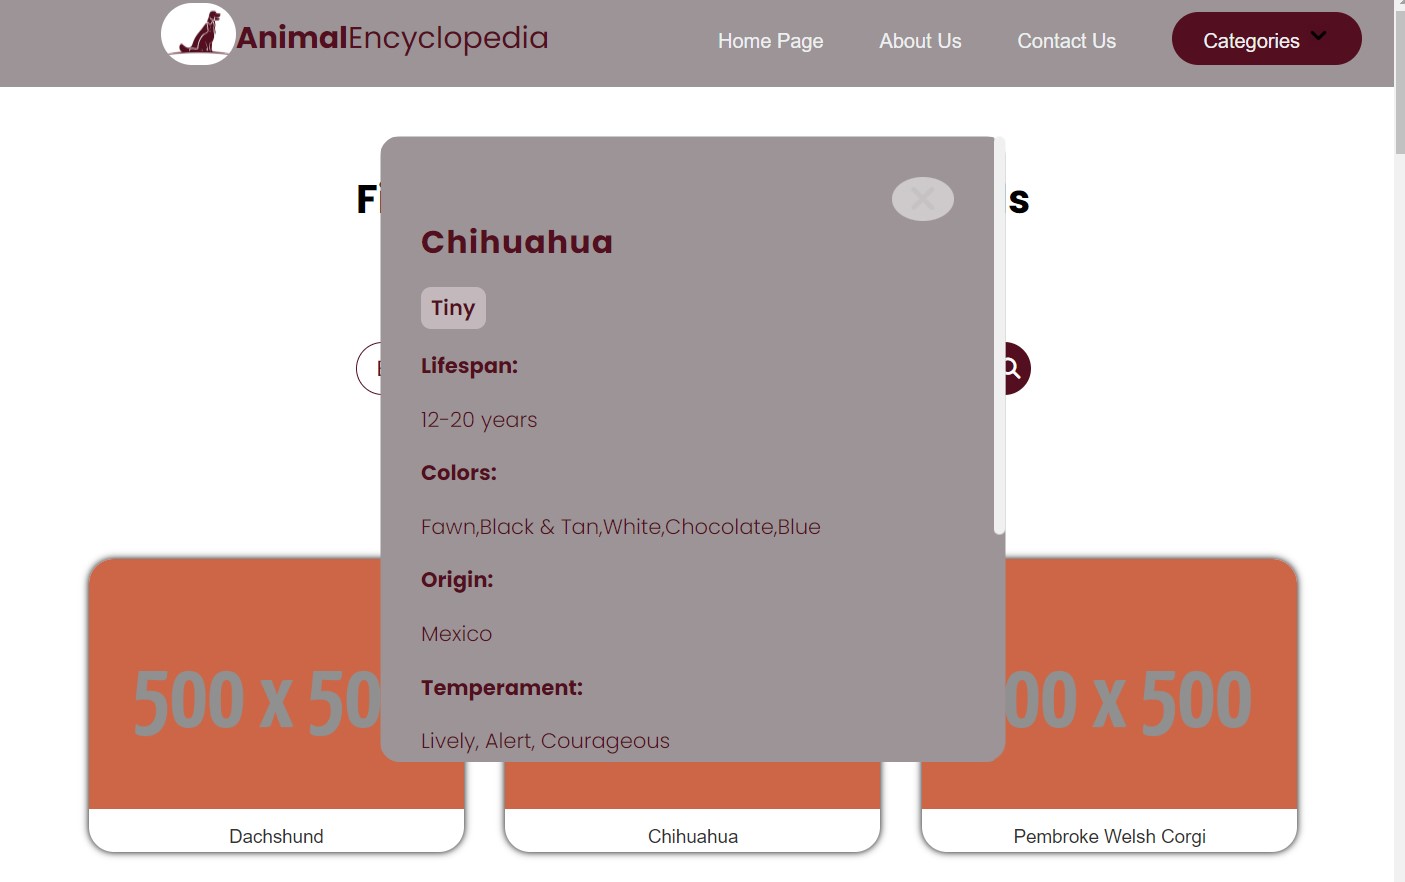 AnimalEncyclopedia
Home Page
About Us
Contact Us
Categories
Chihuahua
Tiny
Lifespan:
12-20 years
Colors:
Fawn,Black & Tan,White,Chocolate,Blue
Origin:
Mexico
Temperament:
Lively, Alert, Courageous
500 x 50
00 x 500
Dachshund
Chihuahua
Pembroke Welsh Corgi